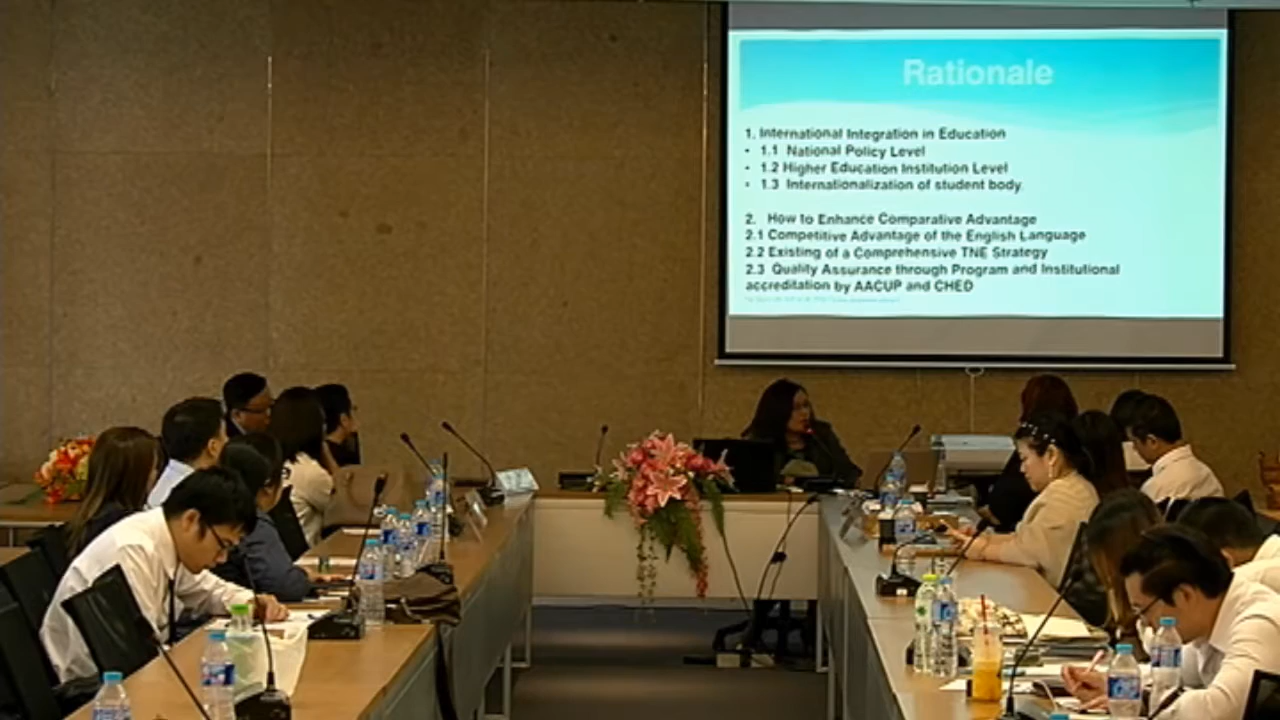 Rationale
1. International Integration in Education
• 1.1 National Policy Level
• 1.2 Higher Education Institution Level
• 1.3 Internationalization of student body.
2. How to Enhance Comparative Advantage
2.1 Competitive Advantage of the English Language
2.2 Existing of a Comprehensive TNE Strategy
2.3 Quality Assurance through Program and Institutional
accreditation by AACUP and CHED